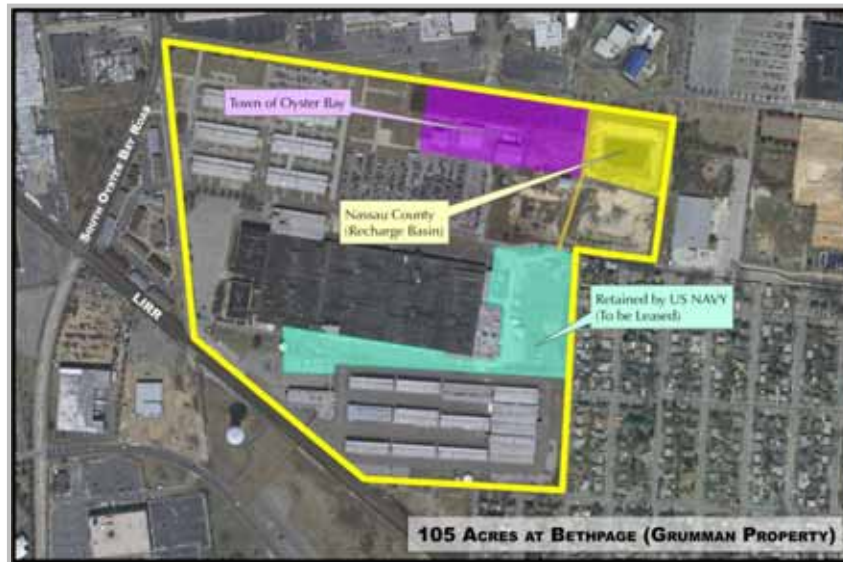 Town of Oyster Bay
SOUTH OYSTER BAY ROAD
Nassau County
(Recharge Basin)
Retained by US NAVY
(To be Leased)
LIRR
105 ACRES AT BETHPAGE (GRUMMAN PROPERTY)